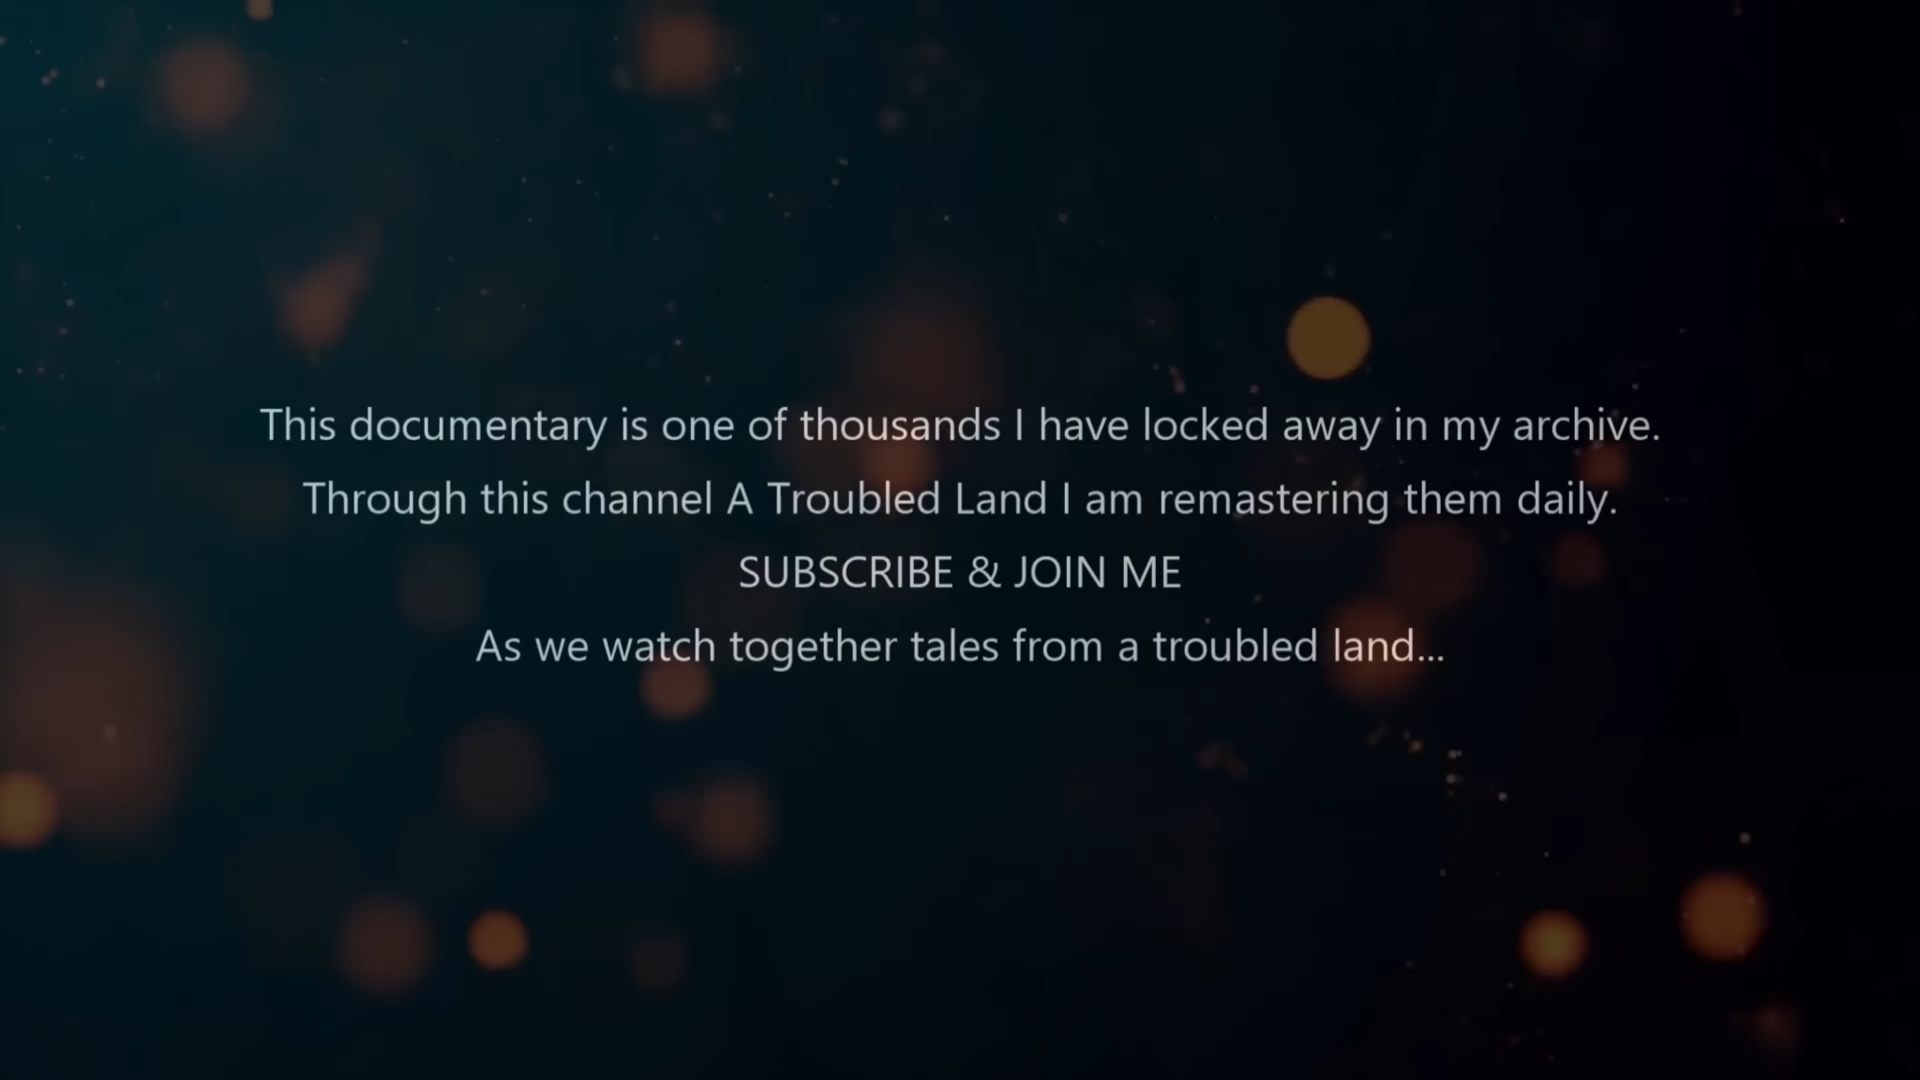 This documentary is one of thousands I have locked away in my archive.
Through this channel A Troubled Land I am remastering them daily.
SUBSCRIBE & JOIN ME
As we watch together tales from a troubled land...